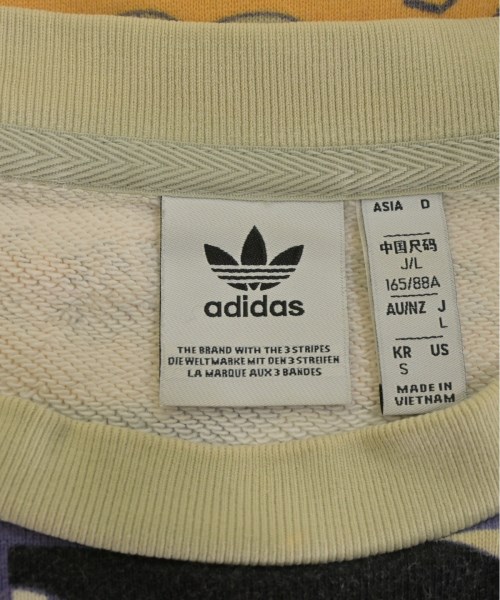 adidas
THE BRAND WITH THE 3 STRIPES
DIE WELTMARKE MIT DEN 3 STREIFEN
LA MARQUE AUX 3 BANDES
ASIA D
中国尺码
J/L
165/88A
AU/NZ J
L
KR US
S
MADE IN
VIETNAM